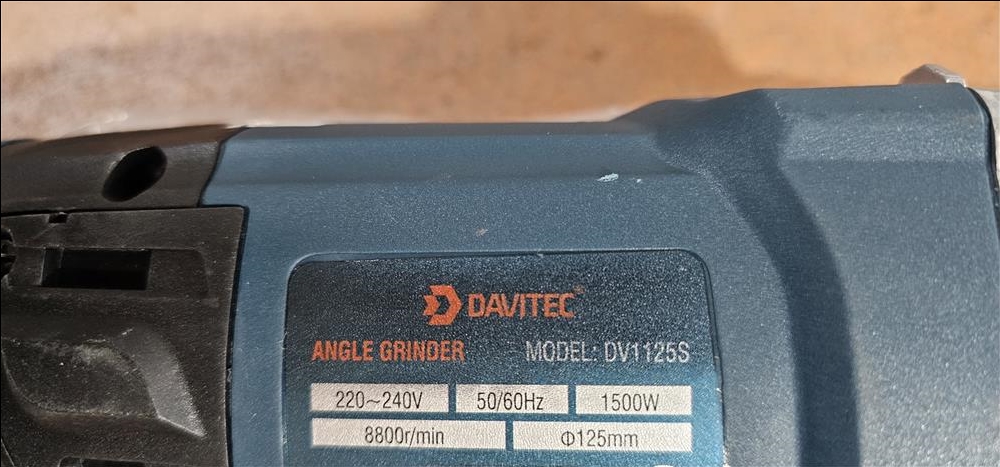 DAVITEC
ANGLE GRINDER MODEL: DV1125S
220~240V 50/60Hz 1500W
8800r/min Φ125mm